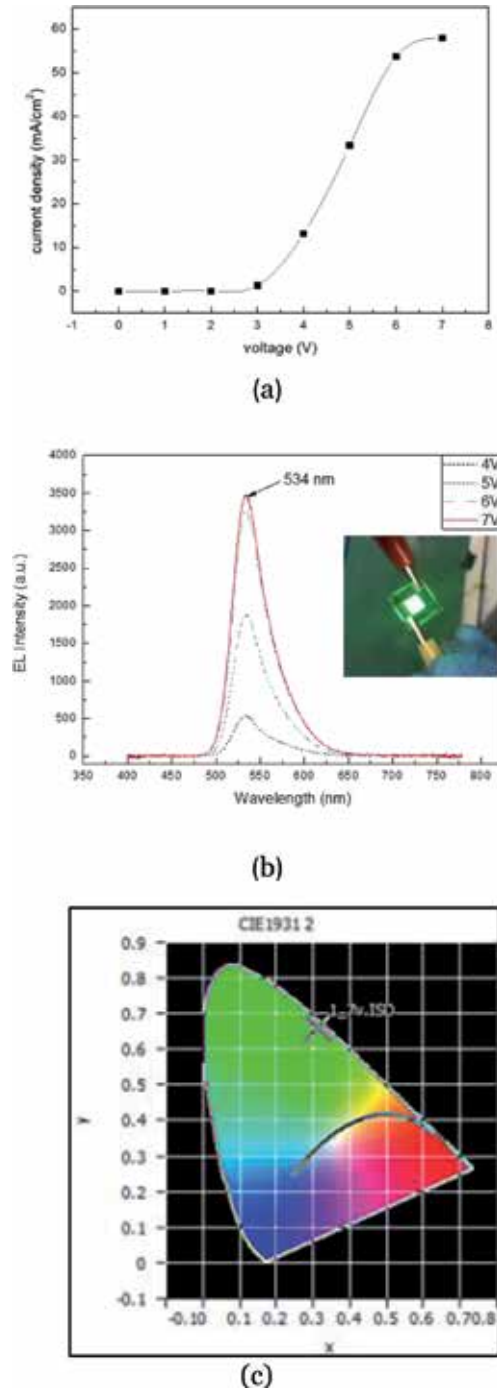 60
50
40
30
20
10
0
current density (mA/cm²)
-1 0 1 2 3 4 5 6 7 8
voltage (V)
(a)
4000
3500
3000
2500
2000
1500
1000
500
0
EL Intensity (a.u.)
534 nm
4V
5V
6V
7V
350 400 450 500 550 600 650 700 750 800
Wavelength (nm)
(b)
CIE1931 2
0.9
0.8
0.7
0.6
0.5
0.4
0.3
0.2
0.1
0
-0.1
y
1_7v.ISD
-0.10 0.1 0.2 0.3 0.4 0.5 0.6 0.70.8
x
(c)